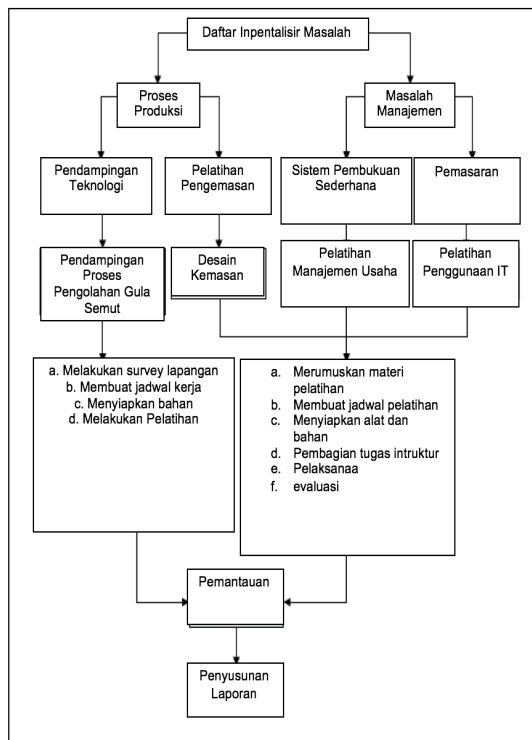 Daftar Inpentalisir Masalah
Proses
Produksi
Masalah
Manajemen
Pendampingan
Teknologi
Pelatihan
Pengemasan
Sistem Pembukuan
Sederhana
Pemasaran
Pendampingan
Proses
Pengolahan Gula
Semut
Desain
Kemasan
Pelatihan
Manajemen Usaha
Pelatihan
Penggunaan IT
a. Melakukan survey lapangan
b. Membuat jadwal kerja
c. Menyiapkan bahan
d. Melakukan Pelatihan
a. Merumuskan materi
pelatihan
b. Membuat jadwal pelatihan
c. Menyiapkan alat dan
bahan
d. Pembagian tugas intruktur
e. Pelaksanaa
f. evaluasi
Pemantauan
Penyusunan
Laporan